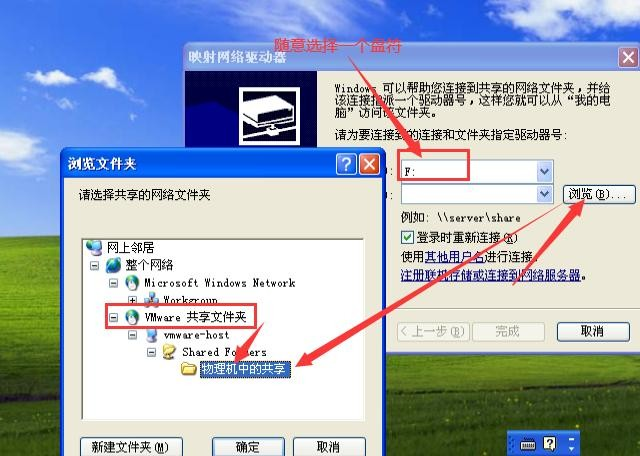 随意选择一个盘符
映射网络驱动器
Windows 可以帮助您连接到共享的网络文件夹，并给
该连接指派一个驱动器号，这样您就可以从“我的电
脑”访问该文件夹。
请为要连接到的连接和文件夹指定驱动器号:
F:
浏览(B)...
例如: \\server\share
登录时重新连接(R)
使用其他用户名进行连接。
注册联机存储或连接到网络服务器。
< 上一步(B)
完成
取消
浏览文件夹
请选择共享的网络文件夹
网上邻居
整个网络
Microsoft Windows Network
Workgroup
VMware 共享文件夹
vmware-host
Shared Folders
物理机中的共享
新建文件夹(M)
确定
取消